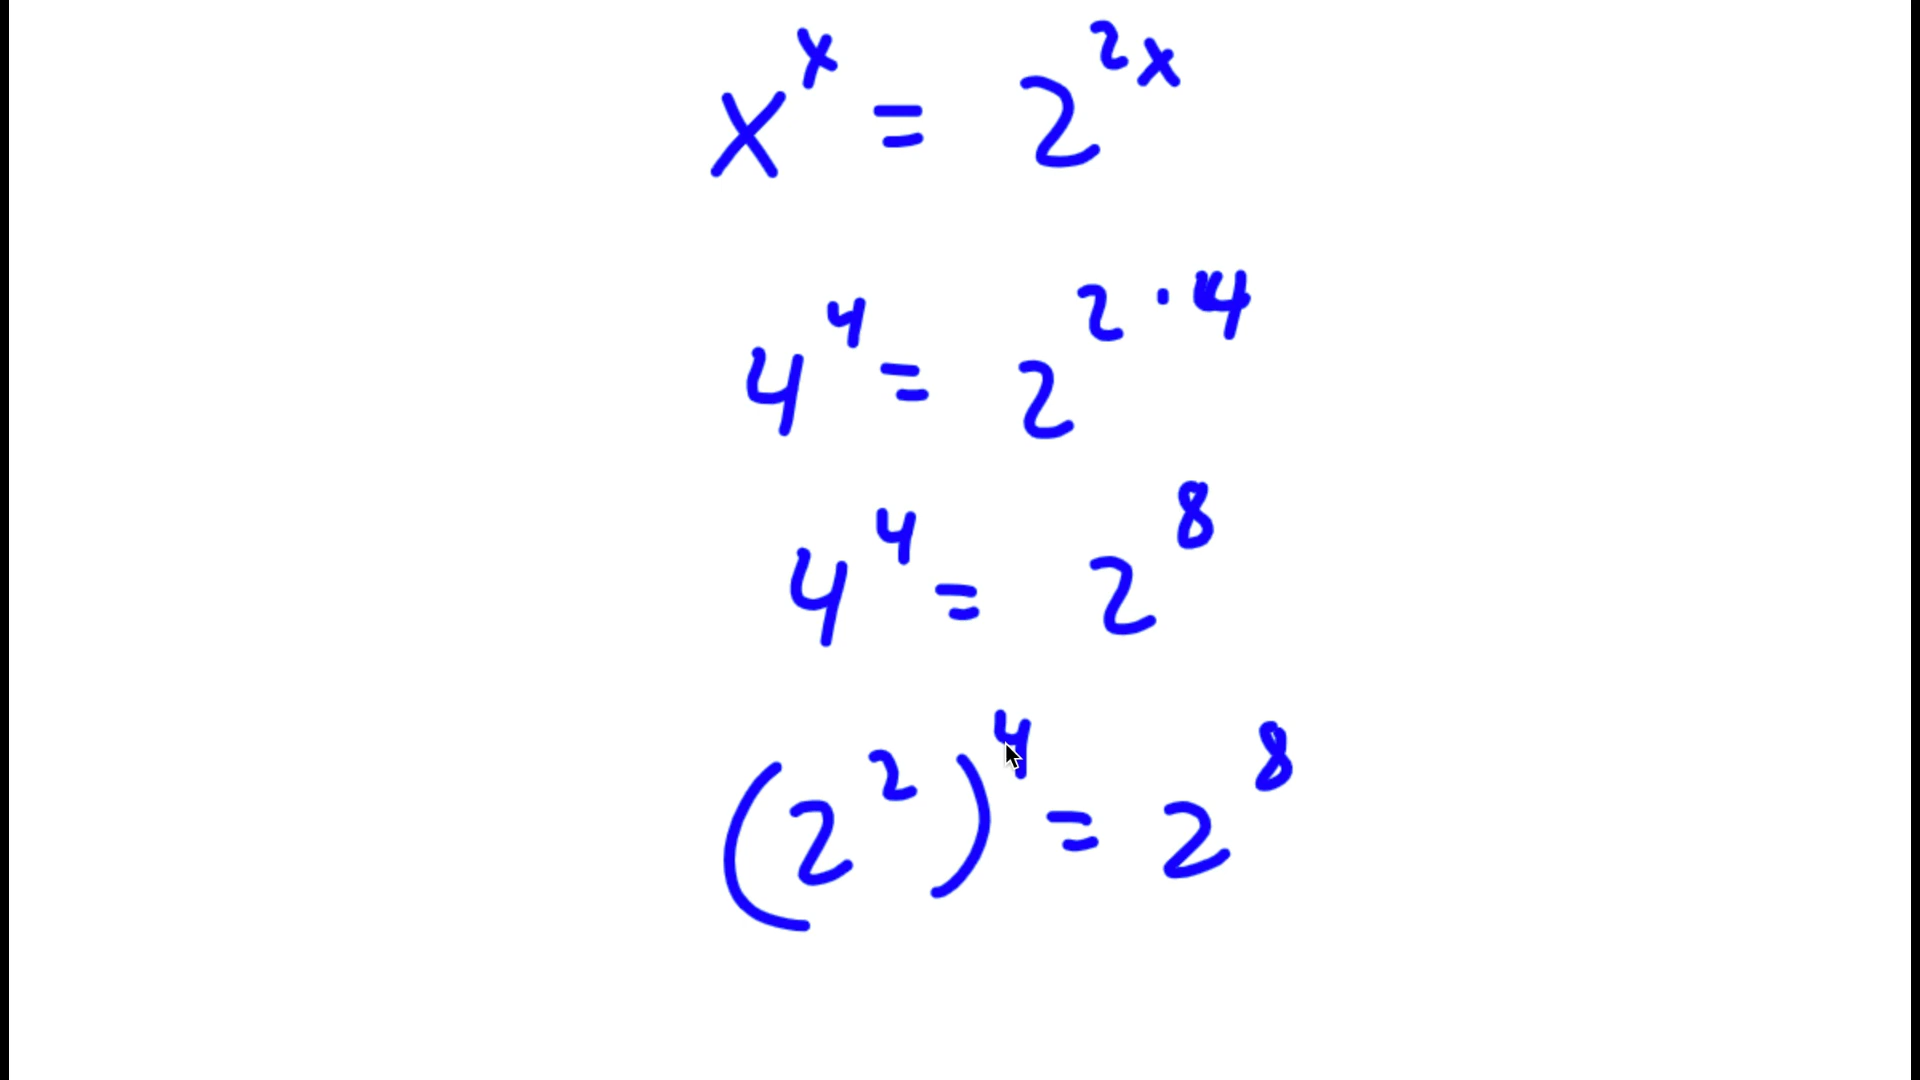 x^x = 2^{2x}
4^4 = 2^{2·4}
4^4 = 2^8
(2^2)^4 = 2^8